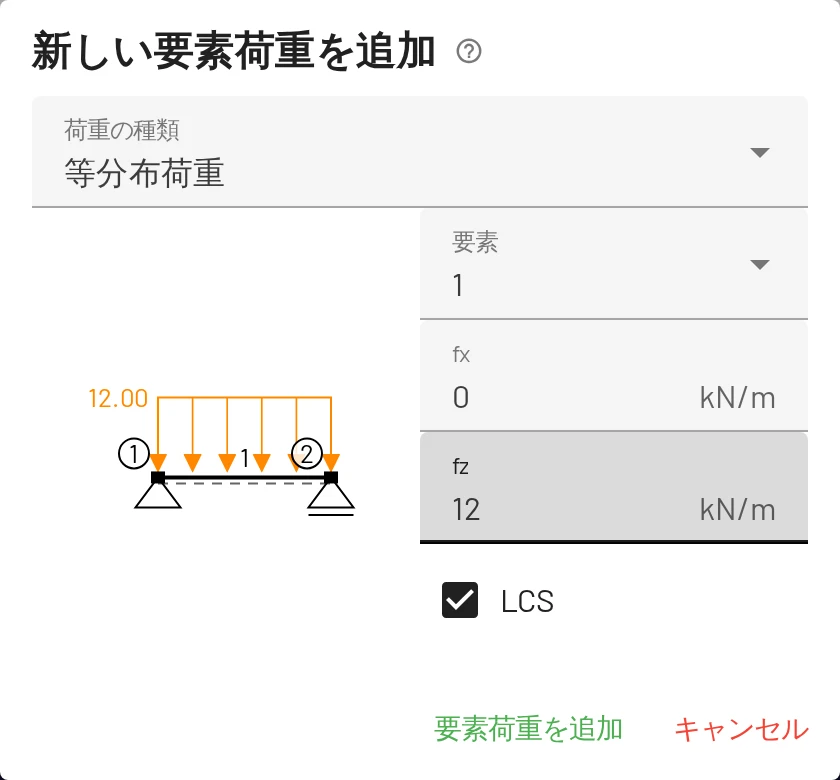 新しい要素荷重を追加 ?
荷重の種類
等分布荷重
要素
1
fx
0 kN/m
fz
12 kN/m
LCS
12.00
1
1
2
要素荷重を追加 キャンセル